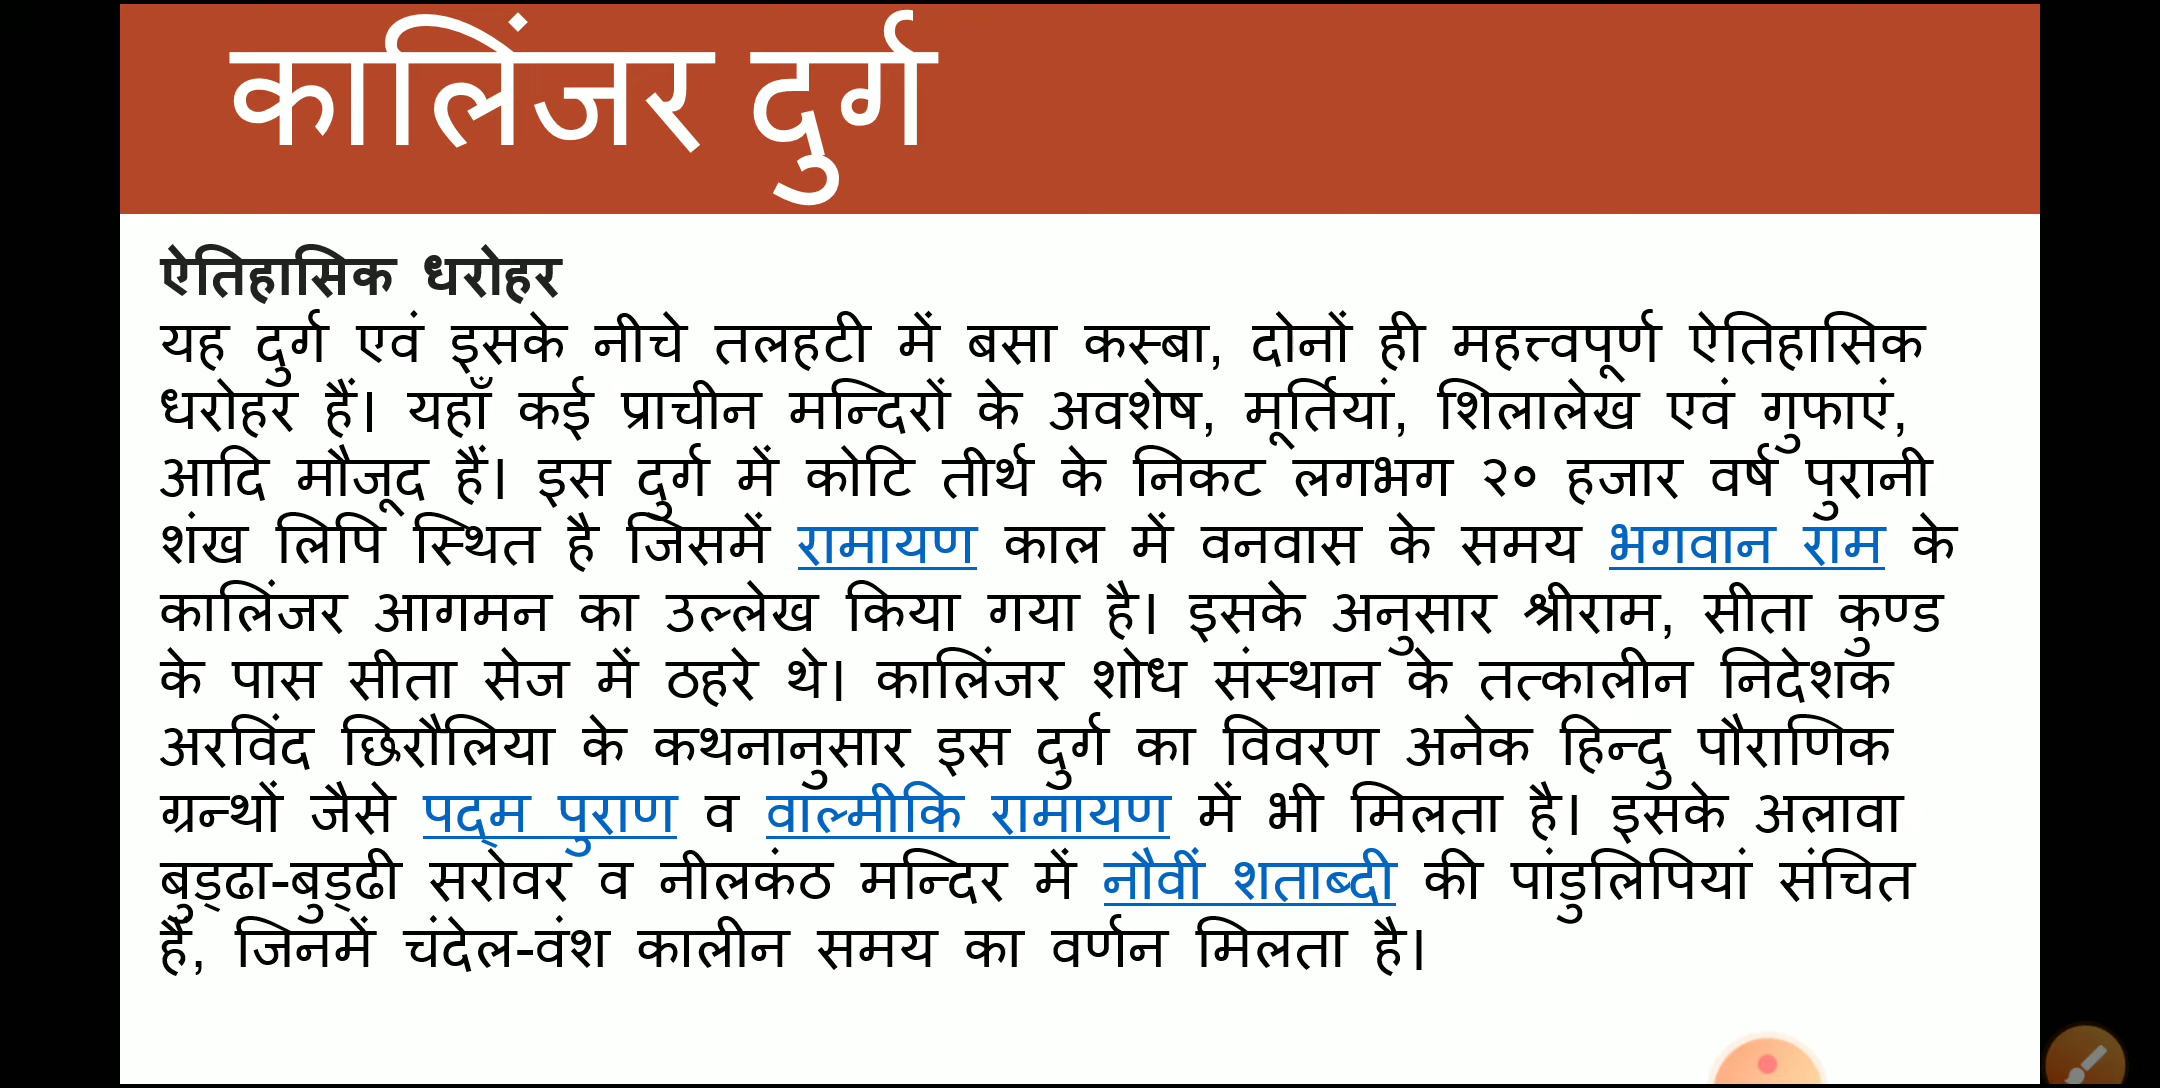 कालिंजर दुर्ग
ऐतिहासिक धरोहर
यह दुर्ग एवं इसके नीचे तलहटी में बसा कस्बा, दोनों ही महत्त्वपूर्ण ऐतिहासिक
धरोहर हैं। यहाँ कई प्राचीन मन्दिरों के अवशेष, मूर्तियां, शिलालेख एवं गुफाएं,
आदि मौजूद हैं। इस दुर्ग में कोटि तीर्थ के निकट लगभग २० हजार वर्ष पुरानी
शंख लिपि स्थित है जिसमें रामायण काल में वनवास के समय भगवान राम के
कालिंजर आगमन का उल्लेख किया गया है। इसके अनुसार श्रीराम, सीता कुण्ड
के पास सीता सेज में ठहरे थे। कालिंजर शोध संस्थान के तत्कालीन निदेशक
अरविंद छिरौलिया के कथनानुसार इस दुर्ग का विवरण अनेक हिन्दु पौराणिक
ग्रन्थों जैसे पद्म पुराण व वाल्मीकि रामायण में भी मिलता है। इसके अलावा
बुड्ढा-बुड्ढी सरोवर व नीलकंठ मन्दिर में नौवीं शताब्दी की पांडुलिपियां संचित
हैं, जिनमें चंदेल-वंश कालीन समय का वर्णन मिलता है।